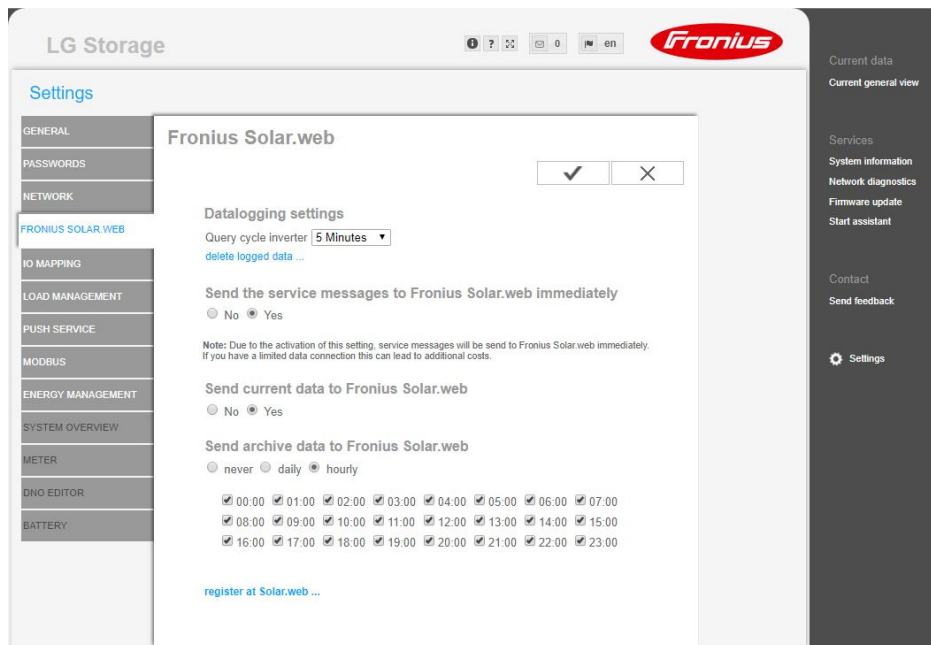 LG Storage
0 en
Fronius
Settings
GENERAL
PASSWORDS
NETWORK
FRONIUS SOLAR.WEB
IO MAPPING
LOAD MANAGEMENT
PUSH SERVICE
MODBUS
ENERGY MANAGEMENT
SYSTEM OVERVIEW
METER
DNO EDITOR
BATTERY
Fronius Solar.web
Datalogging settings
Query cycle inverter 5 Minutes
delete logged data ...
Send the service messages to Fronius Solar.web immediately
No Yes
Note: Due to the activation of this setting, service messages will be send to Fronius Solar.web immediately.
If you have a limited data connection this can lead to additional costs.
Send current data to Fronius Solar.web
No Yes
Send archive data to Fronius Solar.web
never daily hourly
00:00 01:00 02:00 03:00 04:00 05:00 06:00 07:00
08:00 09:00 10:00 11:00 12:00 13:00 14:00 15:00
16:00 17:00 18:00 19:00 20:00 21:00 22:00 23:00
register at Solar.web ...
Current data
Current general view
Services
System information
Network diagnostics
Firmware update
Start assistant
Contact
Send feedback
Settings